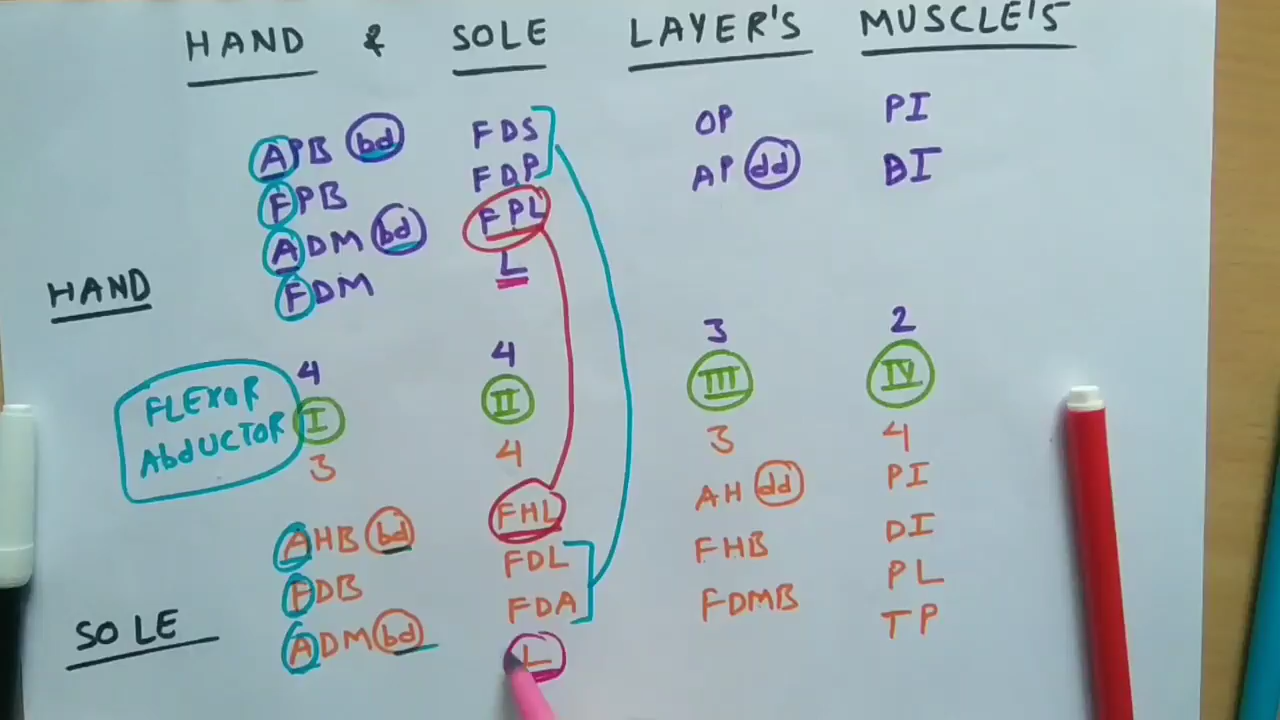 HAND & SOLE LAYER'S MUSCLE'S
HAND
APB bd
FPB
ADM bd
FDM
FDS
FDP
FPL
L
OP
AP dd
PI
DI
4 4 3 2
FLEXOR
AbdUCTOR
I II III IV
3 4 3 4
SOLE
AHB bd
FDB
ADM bd
FHL
FDL
FDA
L
AH dd
FHB
FDMB
PI
DI
PL
TP